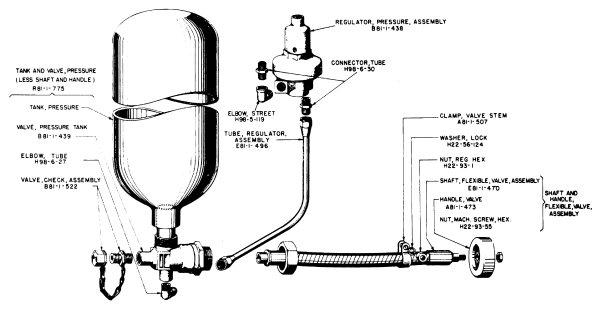 REGULATOR, PRESSURE, ASSEMBLY
B81-1-438
TANK AND VALVE, PRESSURE
(LESS SHAFT AND HANDLE)
R81-1-775
CONNECTOR, TUBE
H98-6-30
TANK, PRESSURE
ELBOW, STREET
H98-5-119
CLAMP, VALVE STEM
A81-1-507
VALVE, PRESSURE TANK
B81-1-439
TUBE, REGULATOR,
ASSEMBLY
E81-1-496
WASHER, LOCK
H22-56-124
ELBOW, TUBE
H98-6-27
NUT, REG HEX
H22-93-1
VALVE, CHECK, ASSEMBLY
B81-1-522
SHAFT, FLEXIBLE, VALVE, ASSEMBLY
E81-1-470
HANDLE, VALVE
A81-1-473
NUT, MACH. SCREW, HEX.
H22-93-55
SHAFT AND
HANDLE,
FLEXIBLE, VALVE,
ASSEMBLY